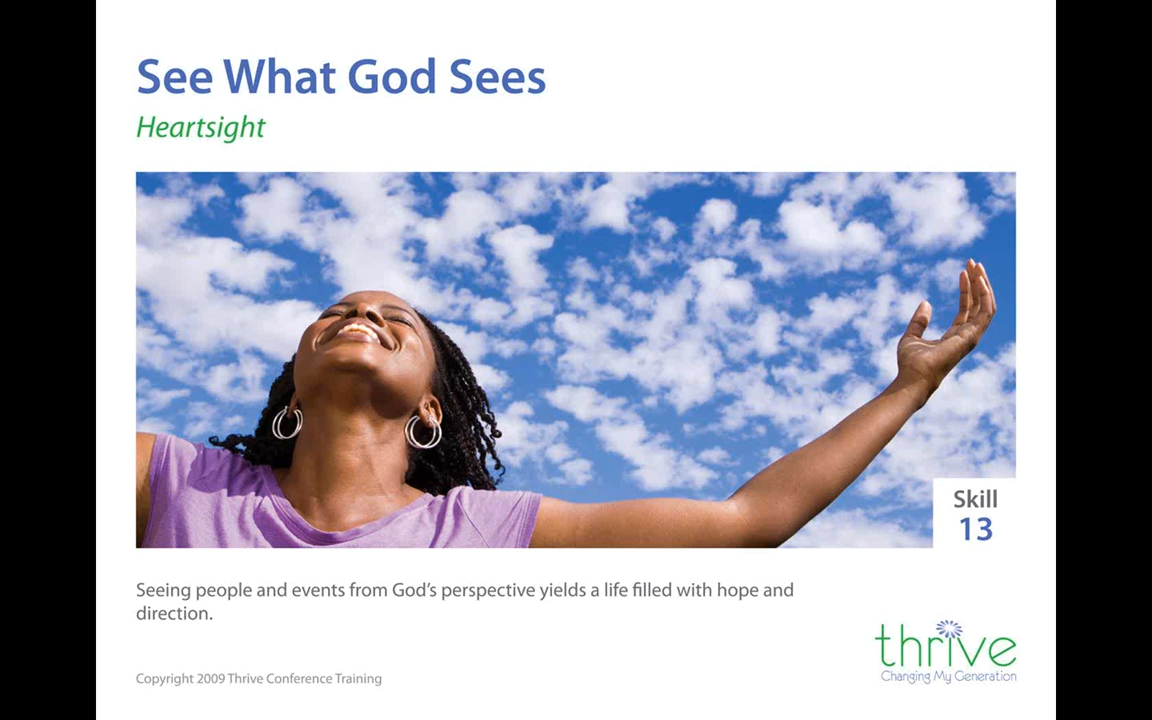 See What God Sees
Heartsight
Skill
13
Seeing people and events from God's perspective yields a life filled with hope and
direction.
thrive
Changing My Generation
Copyright 2009 Thrive Conference Training